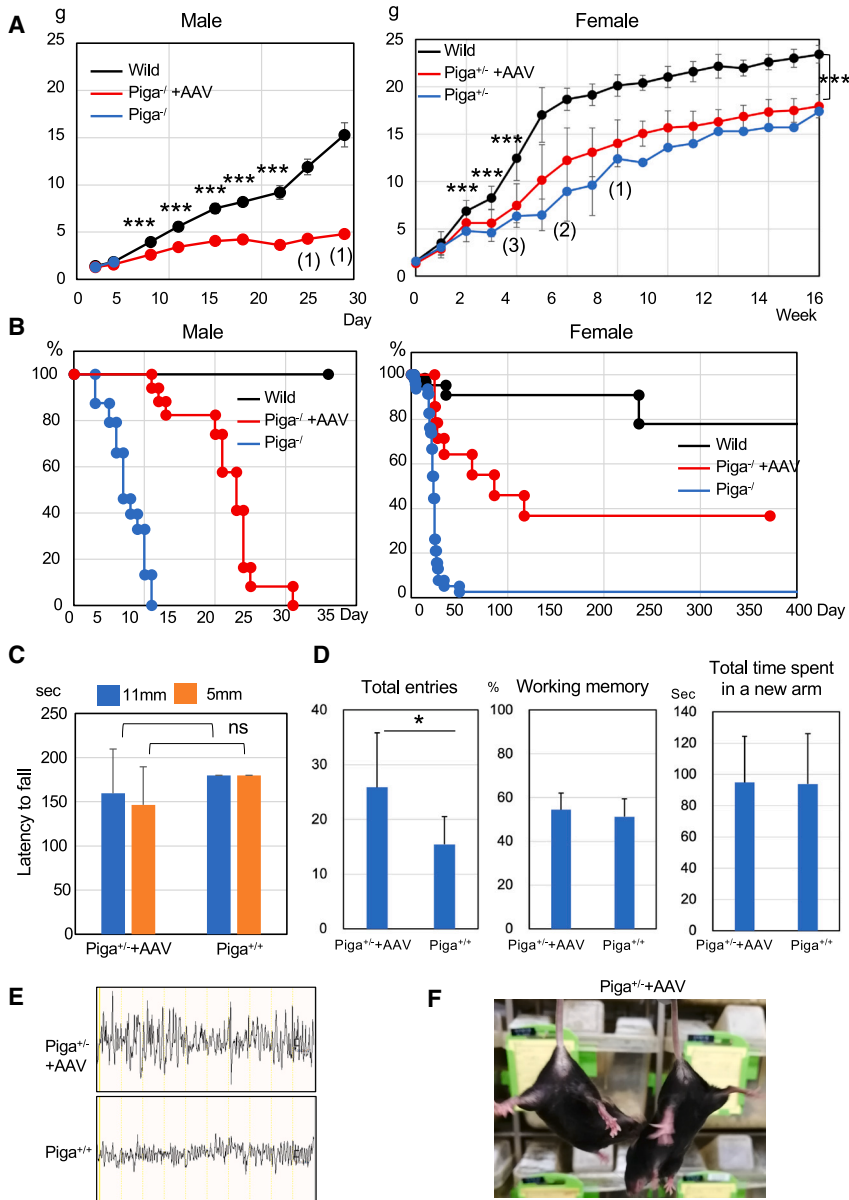 A
g
Male
25
20
15
10
5
0
Wild
Piga-/ +AAV
Piga-/
***
***
***
***
***
(1)
(1)
0
5
10
15
20
25
30
Day
g
Female
25
20
15
10
5
0
Wild
Piga+/- +AAV
Piga+/-
***
***
***
***
(1)
(2)
(3)
0
2
4
6
8
10
12
14
16
Week
B
%
Male
100
80
60
40
20
0
Wild
Piga-/ +AAV
Piga-/
0
5
10
15
20
25
30
35
Day
%
Female
100
80
60
40
20
0
Wild
Piga-/ +AAV
Piga-/
0
50
100
150
200
250
300
350
400
Day
C
sec
11mm
5mm
250
200
150
100
50
0
ns
Latency to fall
Piga+/-+AAV
Piga+/+
D
Total entries
40
30
20
10
0
*
Piga+/-+AAV
Piga+/+
%
Working memory
100
80
60
40
20
0
Piga+/-+AAV
Piga+/+
Total time spent
in a new arm
Sec
140
120
100
80
60
40
20
0
Piga+/-+AAV
Piga+/+
E
Piga+/-
+AAV
Piga+/+
F
Piga+/-+AAV